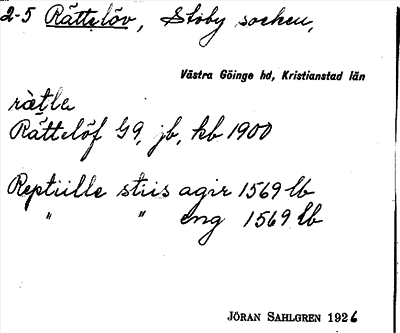 2-5 Rättelöv, Stoby socken,
Västra Göinge hd, Kristianstad län
rätle
Rättelöf G9, jb, kb 1900
Reptiille stiis agir 1569 lb
" " eng 1569 lb
JÖRAN SAHLGREN 1926